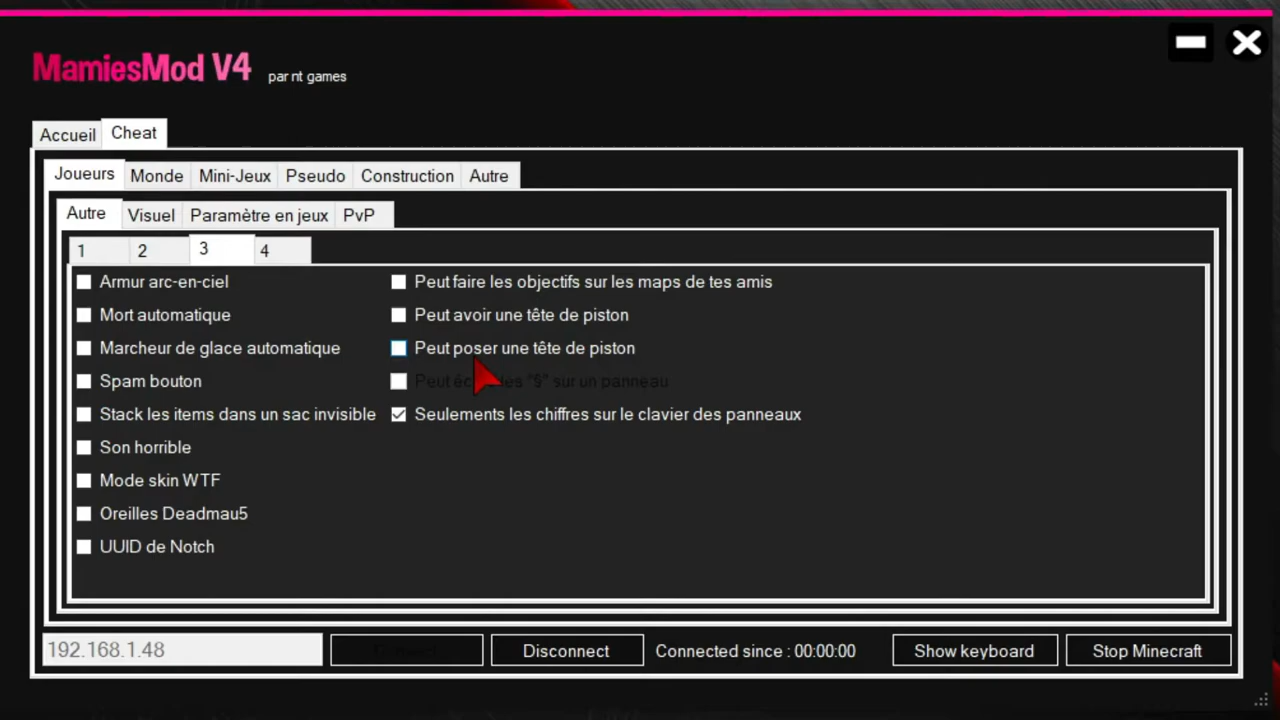 MamiesMod V4 par nt games
Accueil Cheat
Joueurs Monde Mini-Jeux Pseudo Construction Autre
Autre Visuel Paramètre en jeux PvP
1 2 3 4
Armur arc-en-ciel
Mort automatique
Marcheur de glace automatique
Spam bouton
Stack les items dans un sac invisible
Son horrible
Mode skin WTF
Oreilles Deadmau5
UUID de Notch
Peut faire les objectifs sur les maps de tes amis
Peut avoir une tête de piston
Peut poser une tête de piston
Peut des "§" sur un panneau
Seulements les chiffres sur le clavier des panneaux
192.168.1.48 Disconnect Connected since : 00:00:00 Show keyboard Stop Minecraft